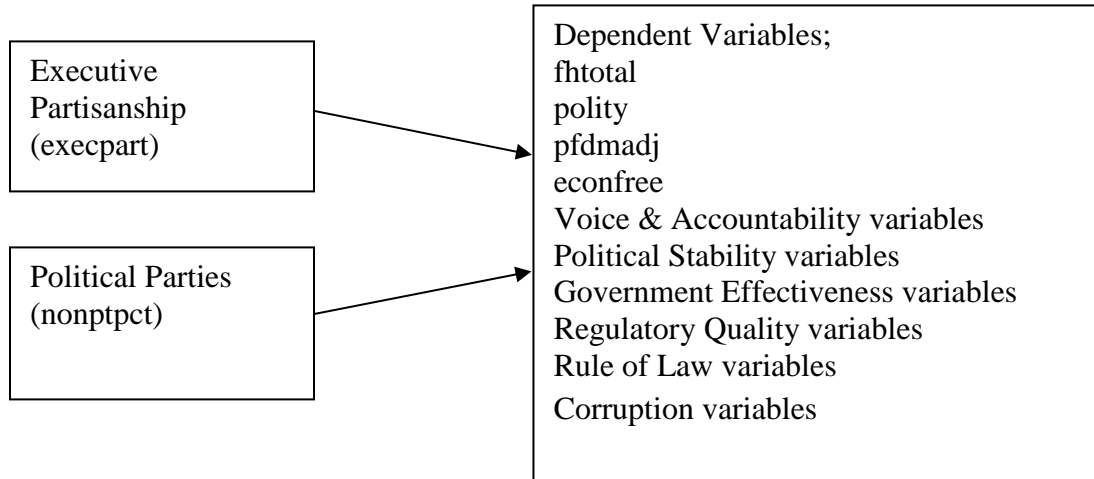 Executive
Partisanship
(execpart)
Political Parties
(nonptpct)
Dependent Variables;
fhtotal
polity
pfdmadj
econfree
Voice & Accountability variables
Political Stability variables
Government Effectiveness variables
Regulatory Quality variables
Rule of Law variables
Corruption variables